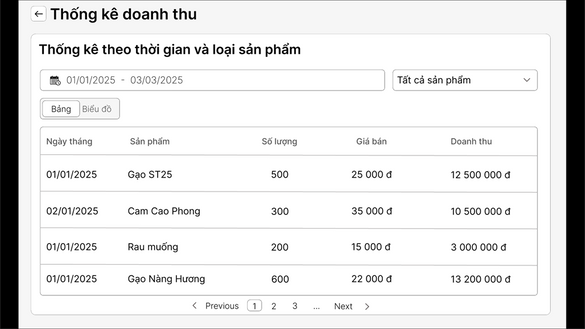 Thống kê doanh thu
Thống kê theo thời gian và loại sản phẩm
01/01/2025 - 03/03/2025 Tất cả sản phẩm
Bảng Biểu đồ
Ngày tháng Sản phẩm Số lượng Giá bán Doanh thu
01/01/2025 Gạo ST25 500 25 000 đ 12 500 000 đ
02/01/2025 Cam Cao Phong 300 35 000 đ 10 500 000 đ
01/01/2025 Rau muống 200 15 000 đ 3 000 000 đ
01/01/2025 Gạo Nàng Hương 600 22 000 đ 13 200 000 đ
Previous 1 2 3 ... Next